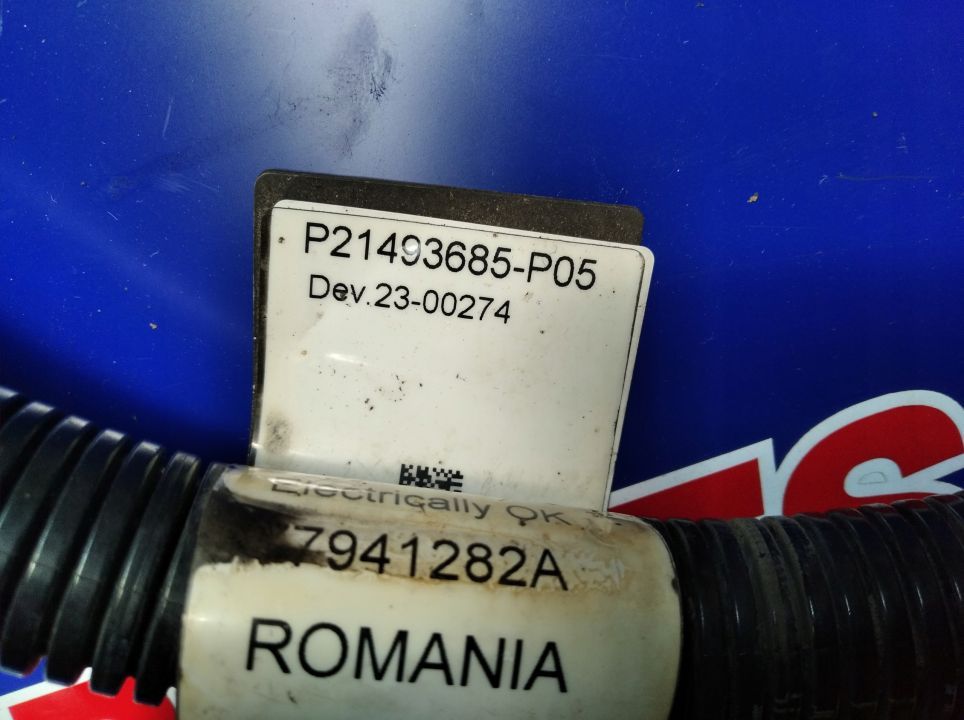 P21493685-P05
Dev.23-00274
Electrically OK
7941282A
ROMANIA